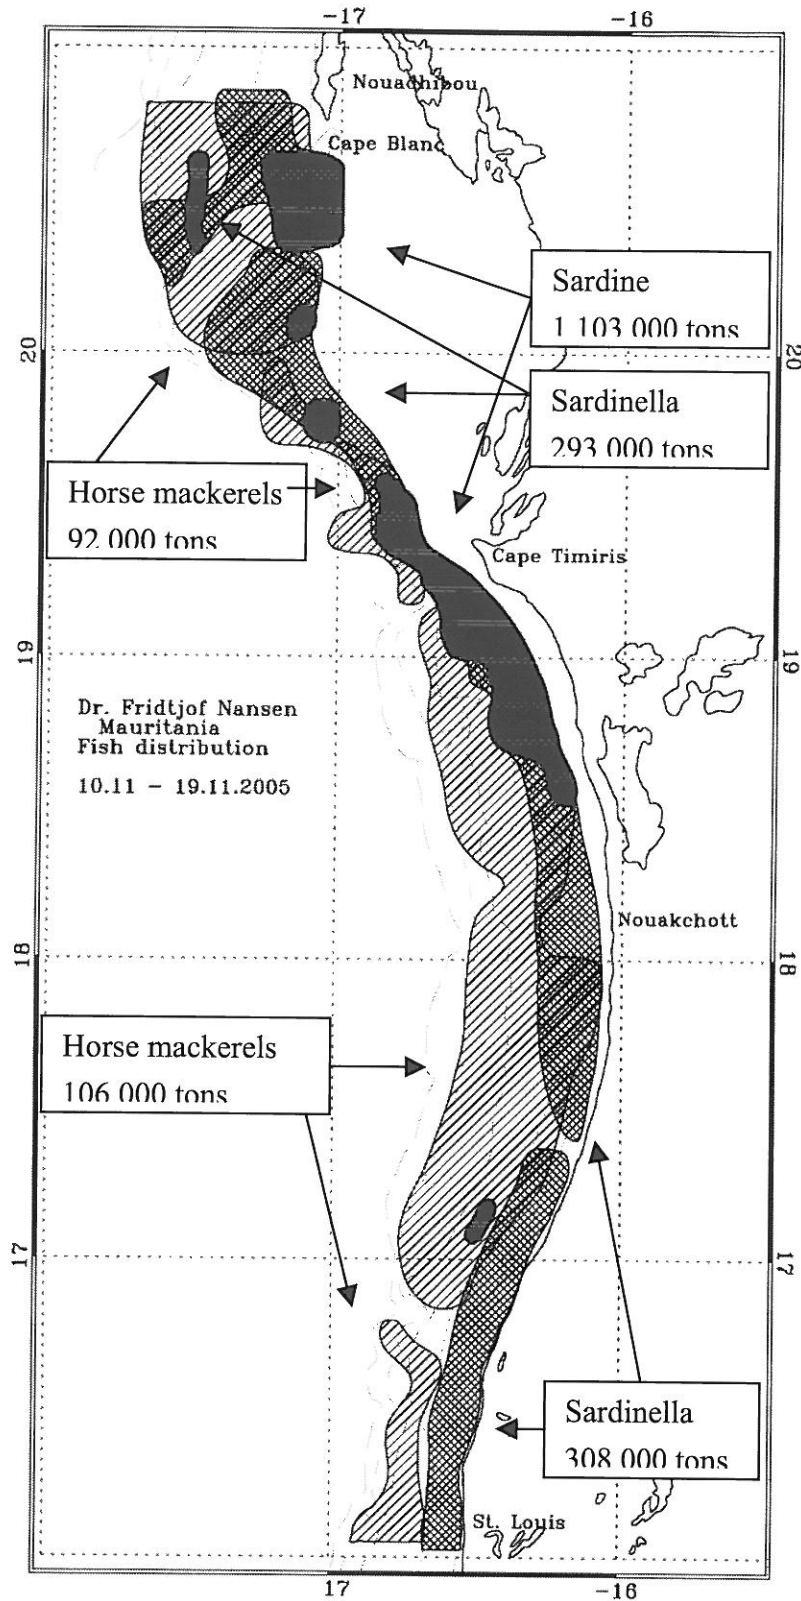 -17
-16
Nouadhibou
Cape Blanc
Sardine
1 103 000 tons
20
20
Sardinella
293 000 tons
Horse mackerels
92 000 tons
Cape Timiris
19
19
Dr. Fridtjof Nansen
Mauritania
Fish distribution
10.11 - 19.11.2005
Nouakchott
18
18
Horse mackerels
106 000 tons
17
17
Sardinella
308 000 tons
St. Louis
17
-16